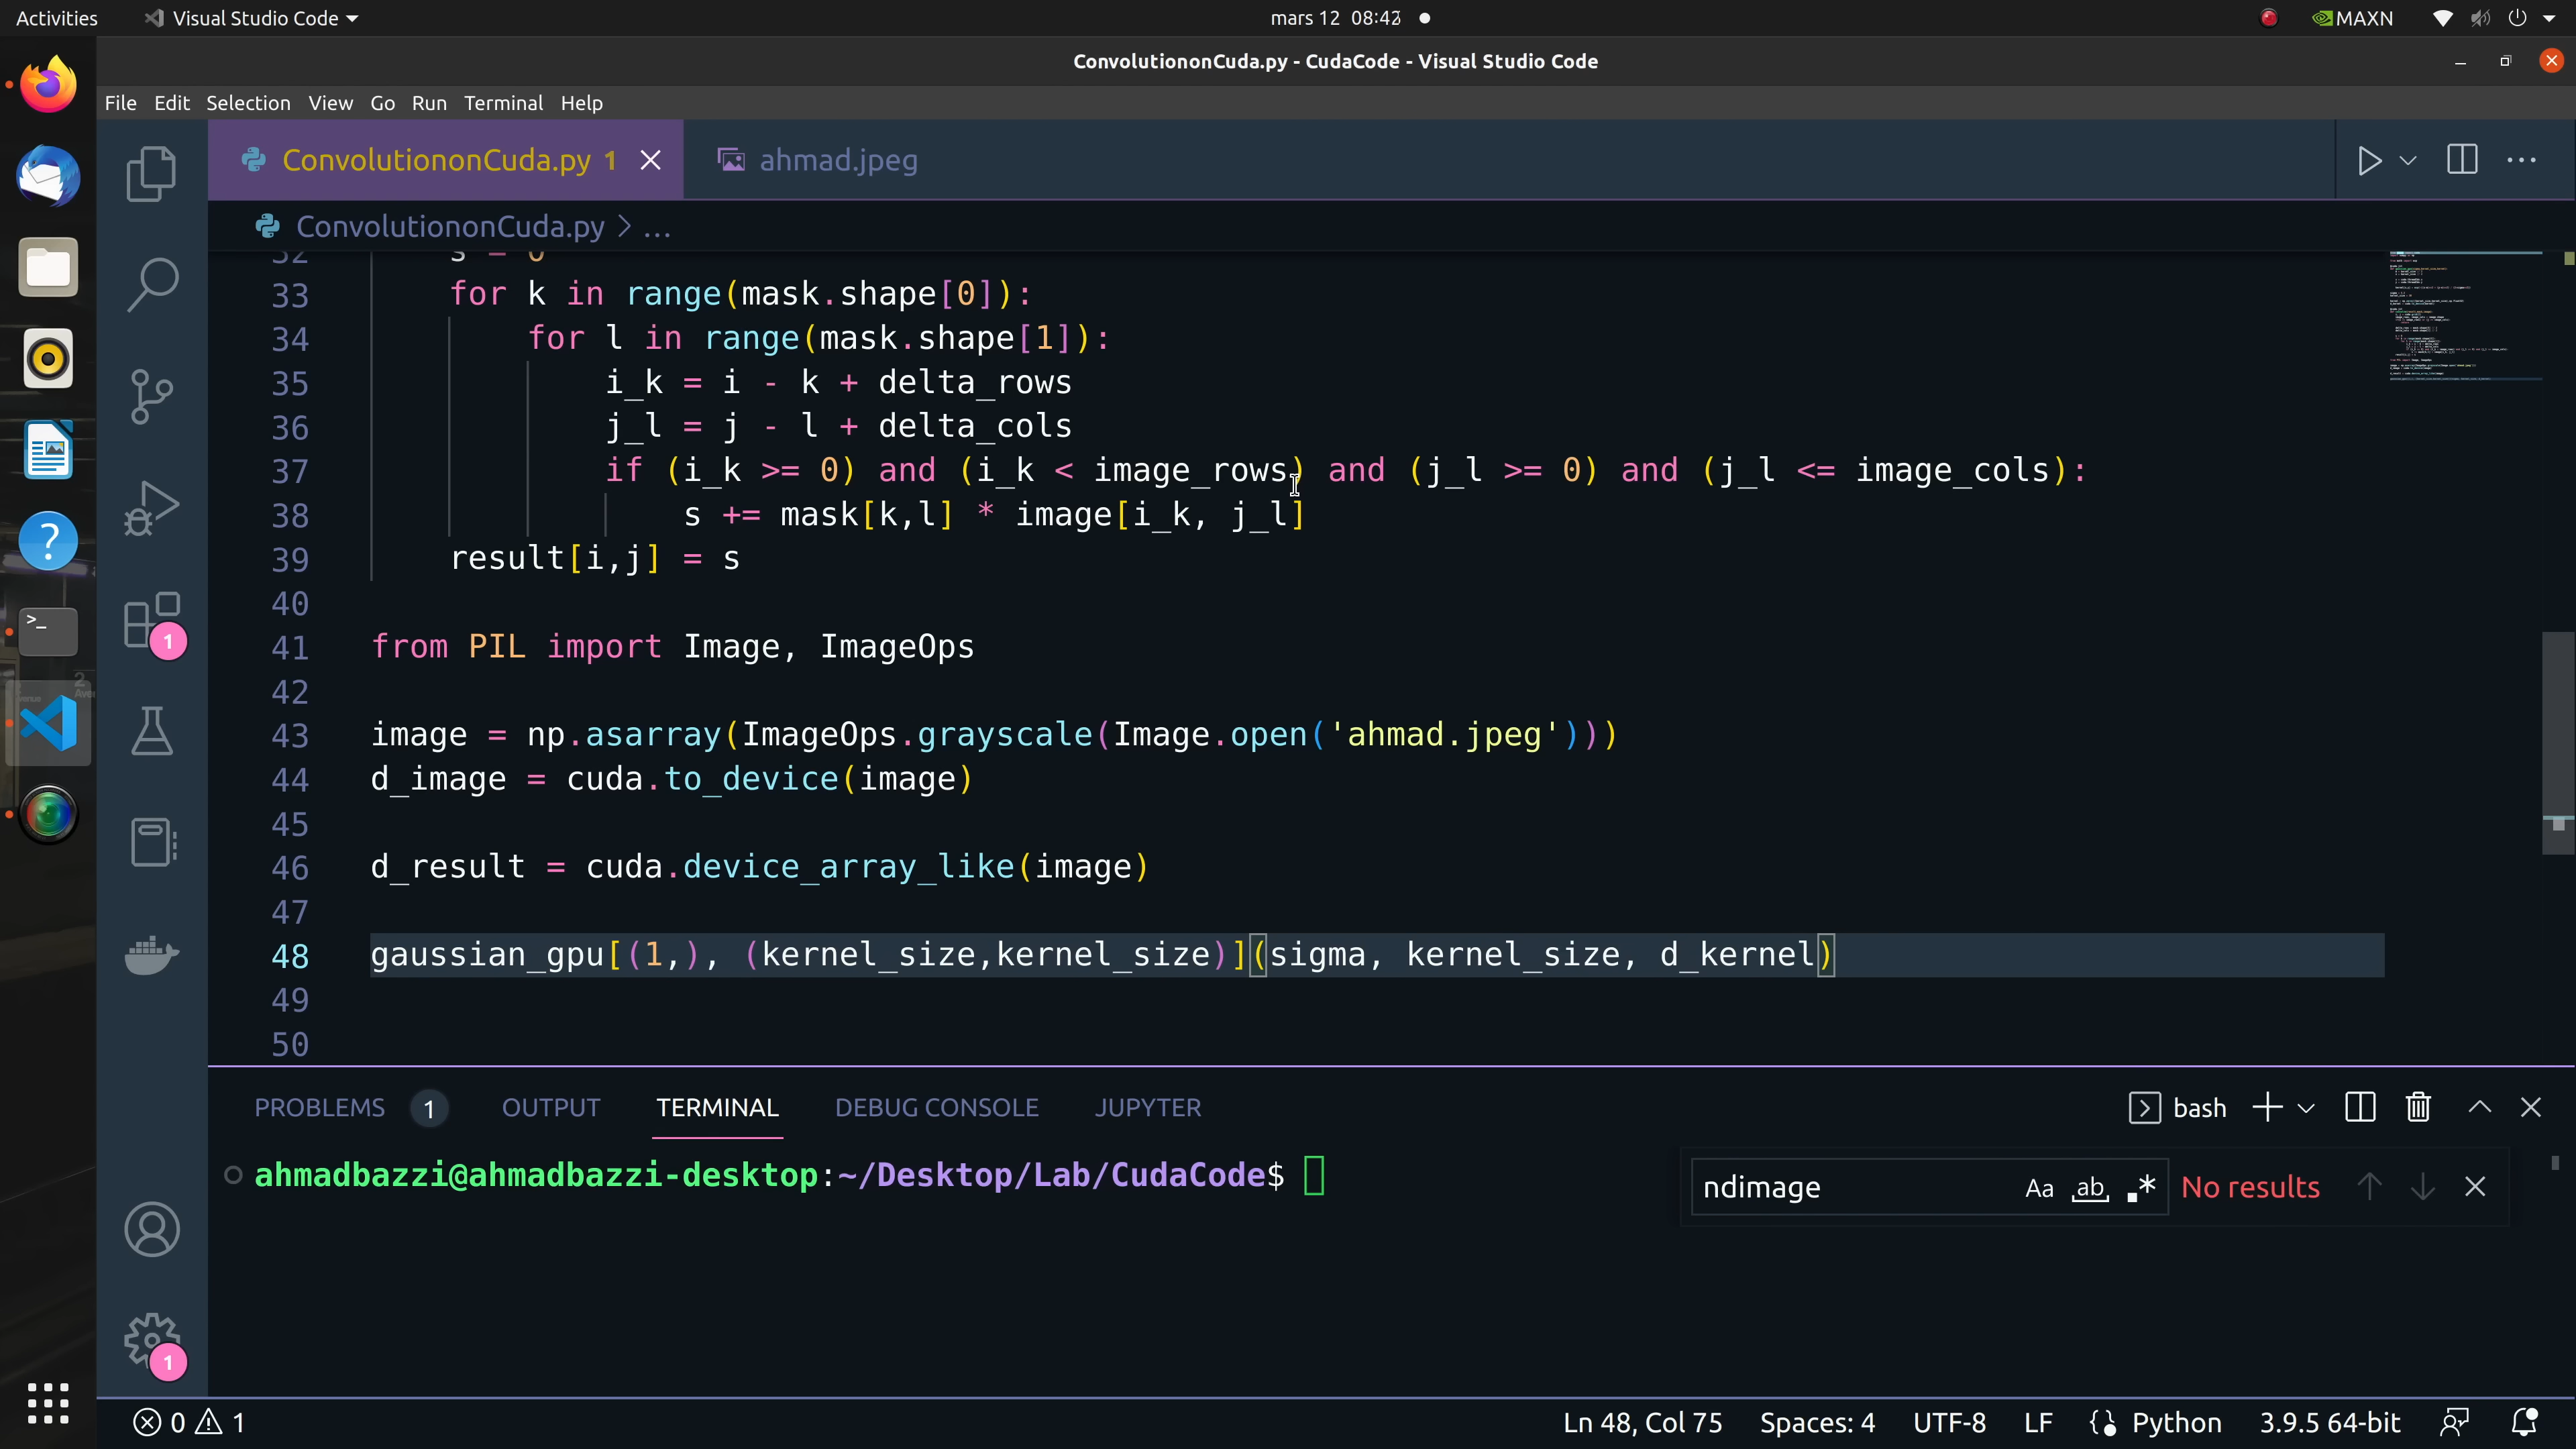 Activities Visual Studio Code mars 12 08:42 MAXN
ConvolutiononCuda.py - CudaCode - Visual Studio Code
File Edit Selection View Go Run Terminal Help
ConvolutiononCuda.py 1 ahmad.jpeg
ConvolutiononCuda.py > ...
32 s = 0
33 for k in range(mask.shape[0]):
34 for l in range(mask.shape[1]):
35 i_k = i - k + delta_rows
36 j_l = j - l + delta_cols
37 if (i_k >= 0) and (i_k < image_rows) and (j_l >= 0) and (j_l <= image_cols):
38 s += mask[k,l] * image[i_k, j_l]
39 result[i,j] = s
40
41 from PIL import Image, ImageOps
42
43 image = np.asarray(ImageOps.grayscale(Image.open('ahmad.jpeg')))
44 d_image = cuda.to_device(image)
45
46 d_result = cuda.device_array_like(image)
47
48 gaussian_gpu[(1,), (kernel_size,kernel_size)](sigma, kernel_size, d_kernel)
49
50
PROBLEMS 1 OUTPUT TERMINAL DEBUG CONSOLE JUPYTER bash
ahmadbazzi@ahmadbazzi-desktop:~/Desktop/Lab/CudaCode$
ndimage Aa ab .* No results
1
1
0 1 Ln 48, Col 75 Spaces: 4 UTF-8 LF Python 3.9.5 64-bit